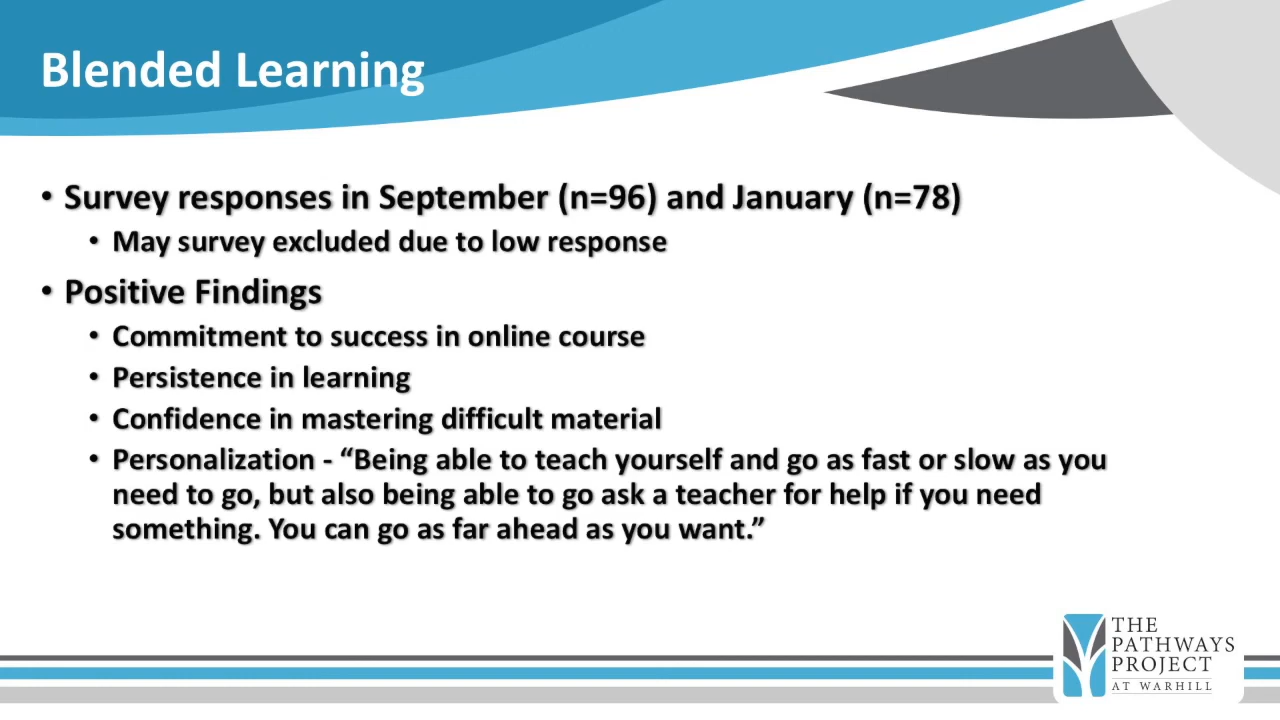 Blended Learning
• Survey responses in September (n=96) and January (n=78)
• May survey excluded due to low response
• Positive Findings
• Commitment to success in online course
• Persistence in learning
• Confidence in mastering difficult material
• Personalization - “Being able to teach yourself and go as fast or slow as you
need to go, but also being able to go ask a teacher for help if you need
something. You can go as far ahead as you want.”
THE
PATHWAYS
PROJECT
AT WARHILL